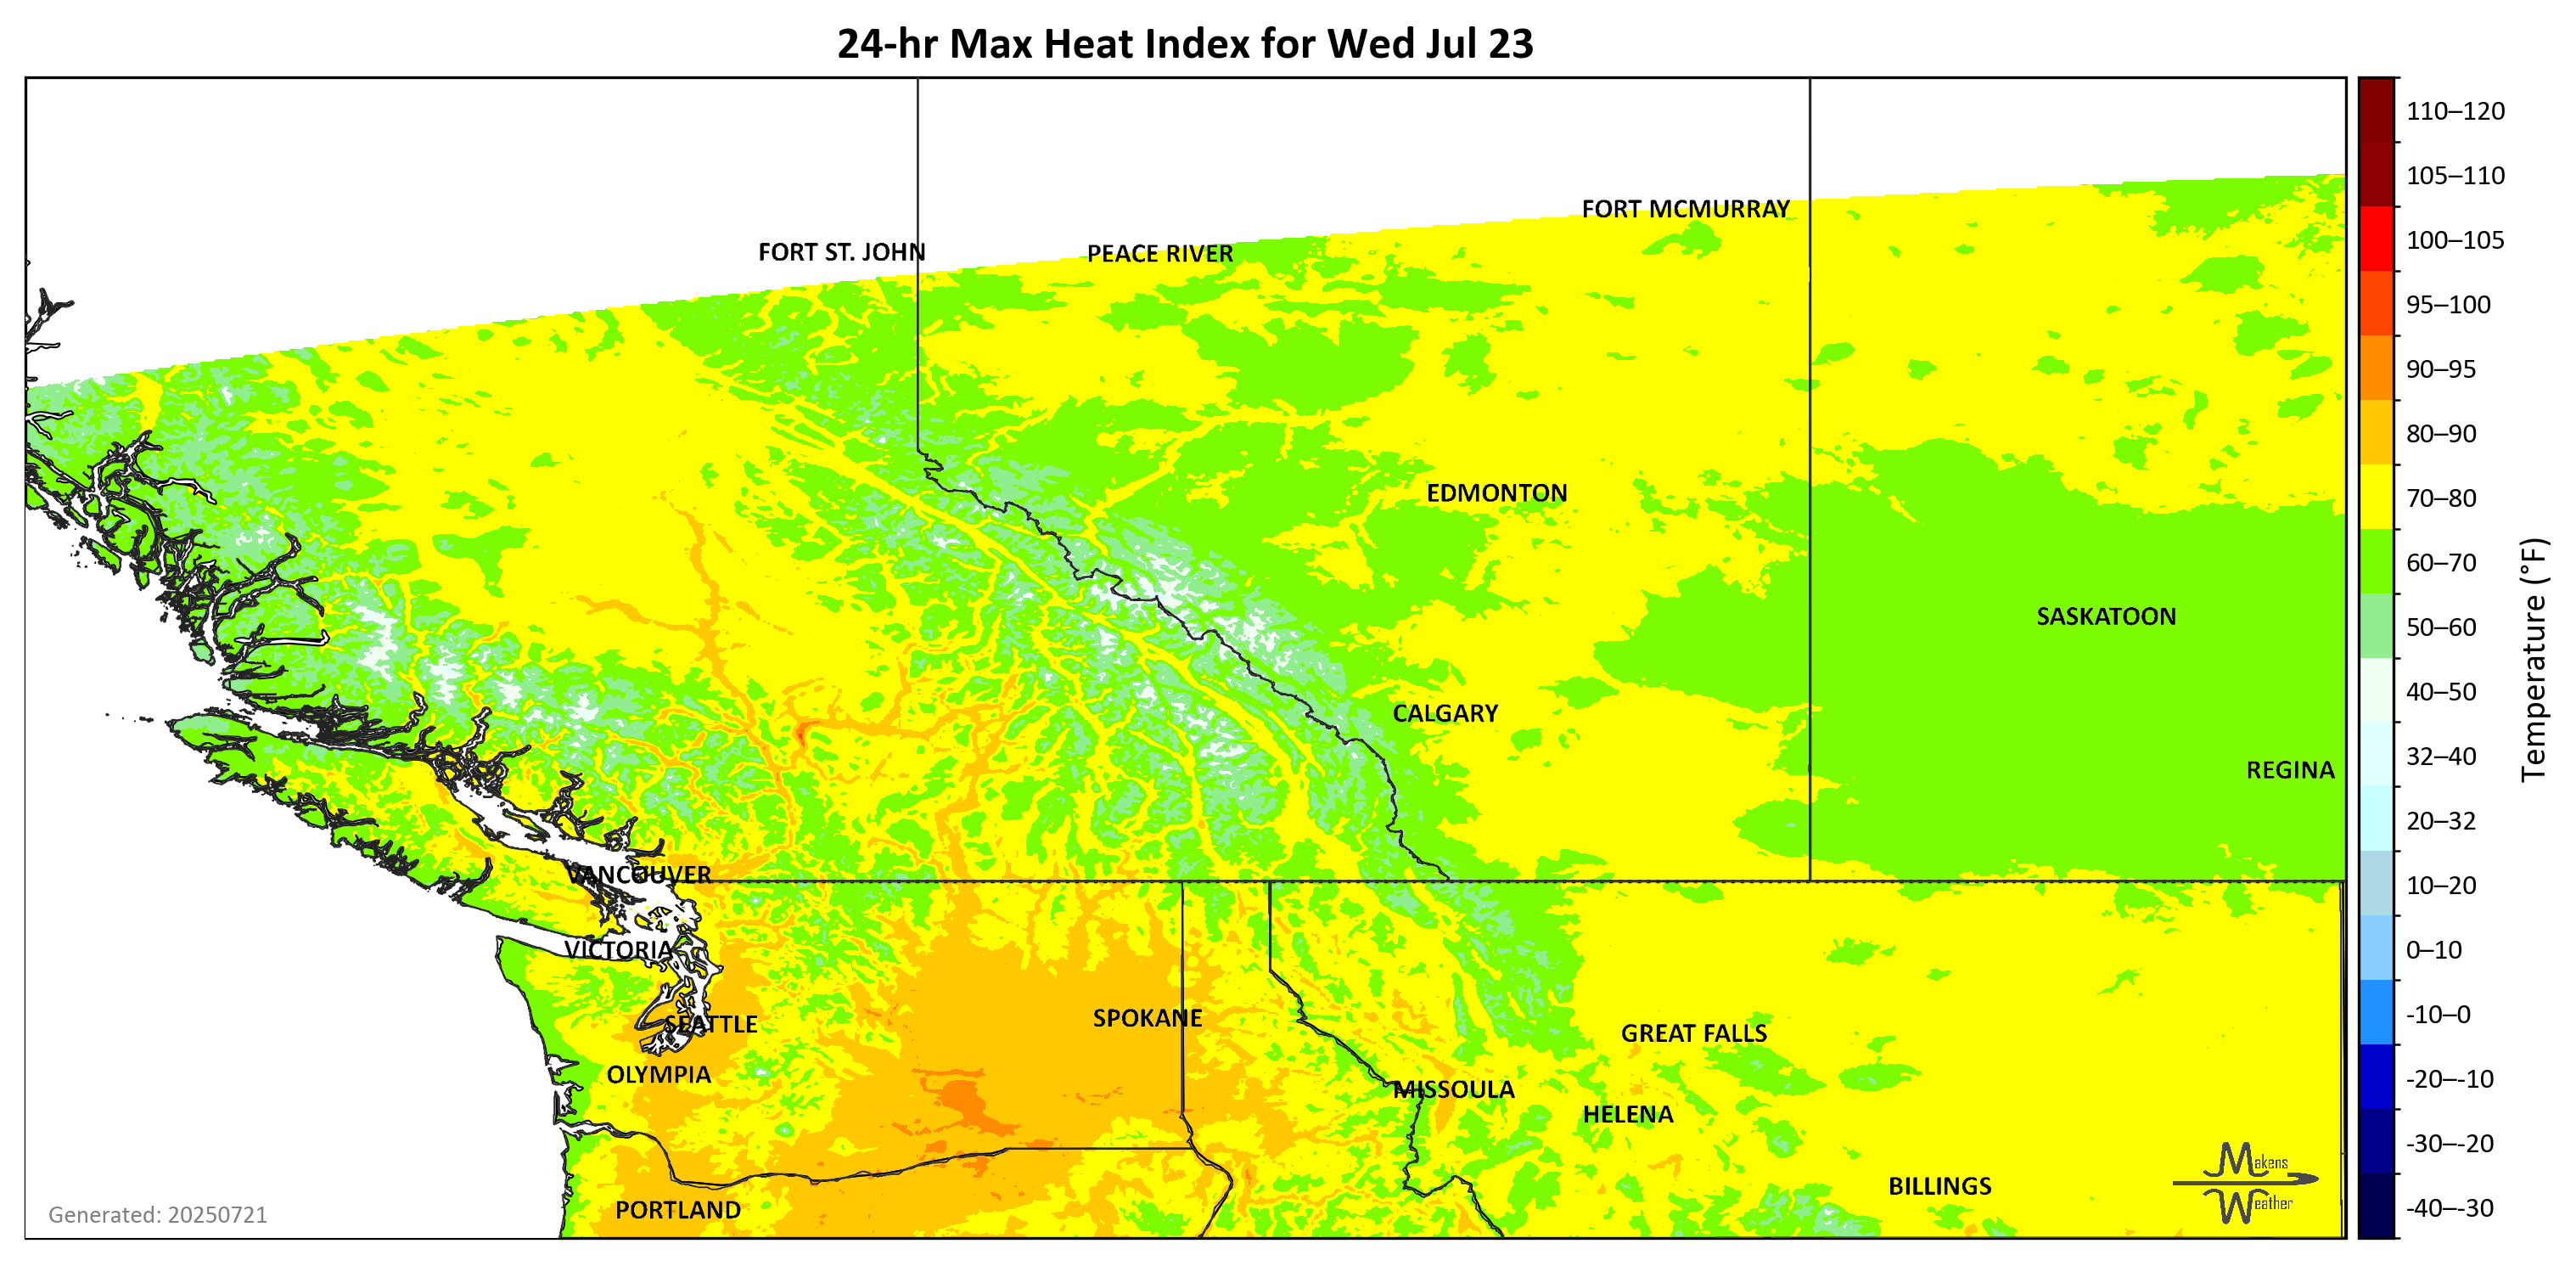 24-hr Max Heat Index for Wed Jul 23
FORT MCMURRAY
FORT ST. JOHN
PEACE RIVER
EDMONTON
SASKATOON
CALGARY
REGINA
VANCOUVER
VICTORIA
SEATTLE
SPOKANE
GREAT FALLS
OLYMPIA
MISSOULA
HELENA
BILLINGS
PORTLAND
Makens
Weather
Generated: 20250721
110–120
105–110
100–105
95–100
90–95
80–90
70–80
60–70
50–60
40–50
32–40
20–32
10–20
0–10
-10–0
-20–-10
-30–-20
-40–-30
Temperature (°F)